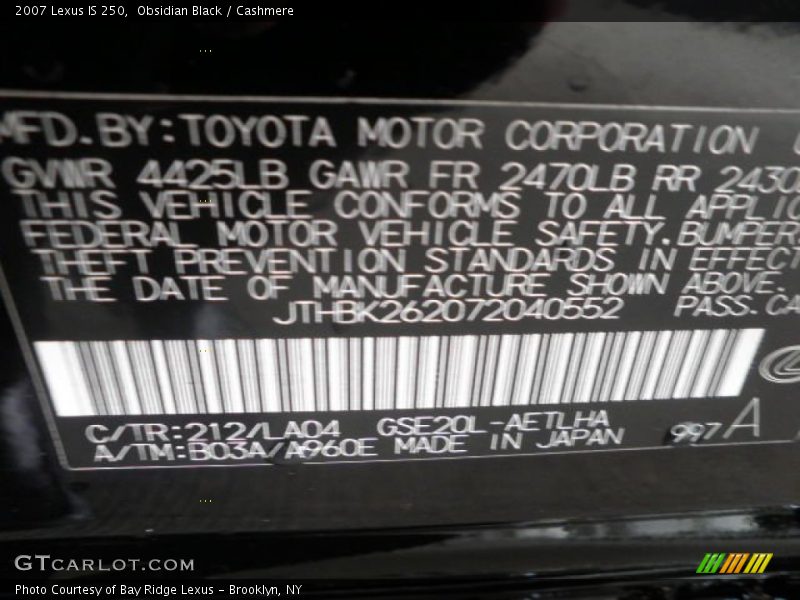 2007 Lexus IS 250,  Obsidian Black / Cashmere
MFD.BY:TOYOTA MOTOR CORPORATION
GVWR 4425LB GAWR FR 2470LB RR 2430
THIS VEHICLE CONFORMS TO ALL APPLIC
FEDERAL MOTOR VEHICLE SAFETY.BUMPER
THEFT PREVENTION STANDARDS IN EFFECT
THE DATE OF MANUFACTURE SHOWN ABOVE.
JTHBK262072040552 PASS.CA
C/TR:212/LA04 GSE20L-AETLHA 997A
A/TM:B03A/A960E MADE IN JAPAN
GTCARLOT.COM
Photo Courtesy of Bay Ridge Lexus - Brooklyn, NY